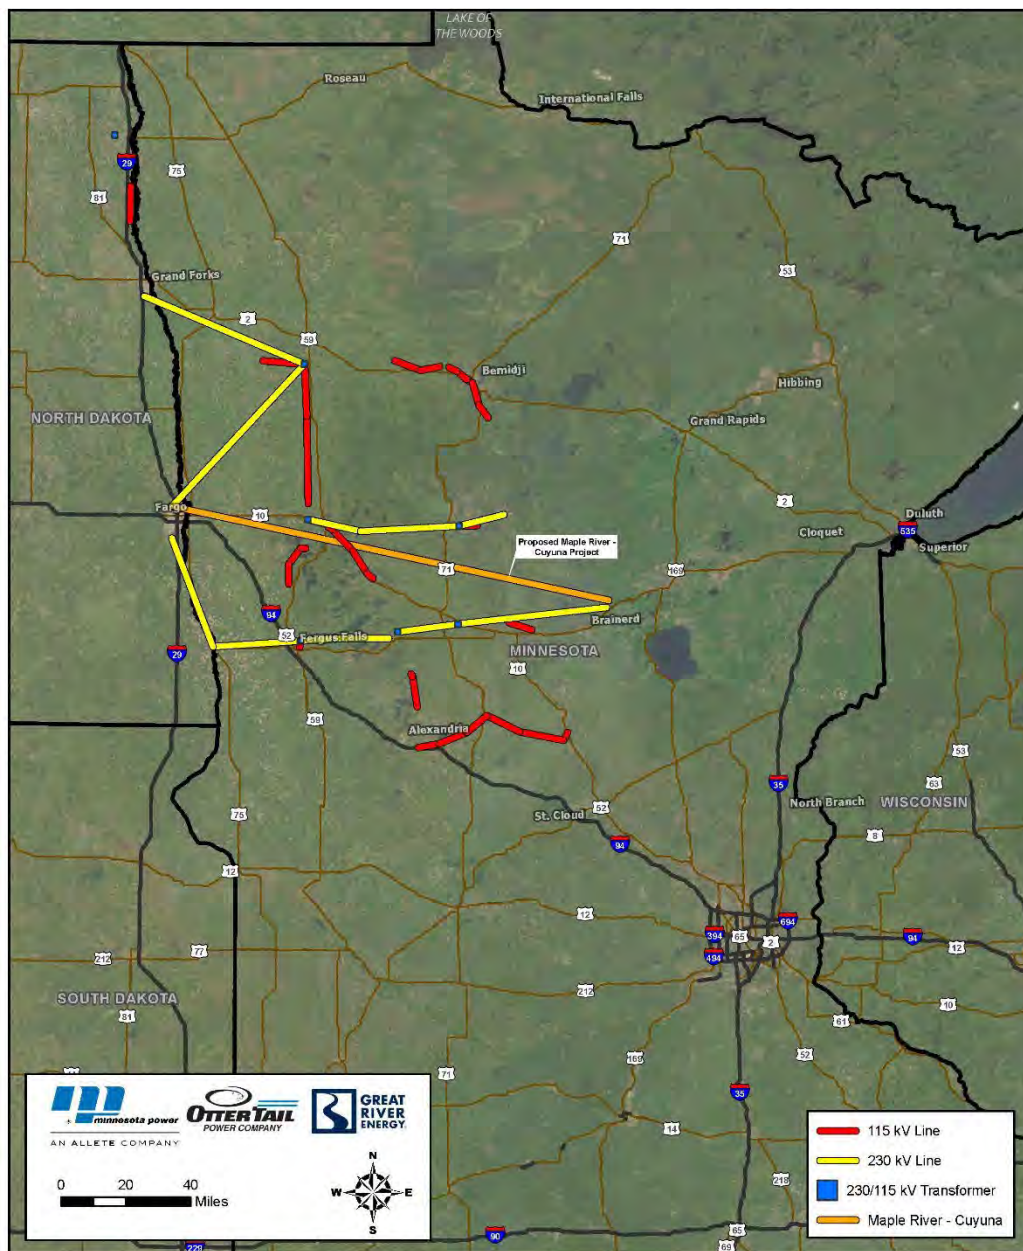 LAKE OF
THE WOODS
Roseau
International Falls
29
75
81
71
53
Grand Forks
2
59
Bemidji
Hibbing
Grand Rapids
NORTH DAKOTA
2
Fargo
10
Duluth
535
Cloquet
Superior
Proposed Maple River -
Cuyuna Project
71
169
94
Brainerd
52
Fergus Falls
29
MINNESOTA
10
59
Alexandria
53
35
63
75
52
North Branch
WISCONSIN
St. Cloud
8
94
12
12
694
394
65
2
94
12
77
212
494
212
10
SOUTH DAKOTA
81
61
52
169
71
35
minnesota power
AN ALLETE COMPANY
OTTER TAIL
POWER COMPANY
GREAT
RIVER
ENERGY
14
115 kV Line
230 kV Line
230/115 kV Transformer
Maple River - Cuyuna
N
W
E
S
0 20 40
Miles
218
65
90
229
69